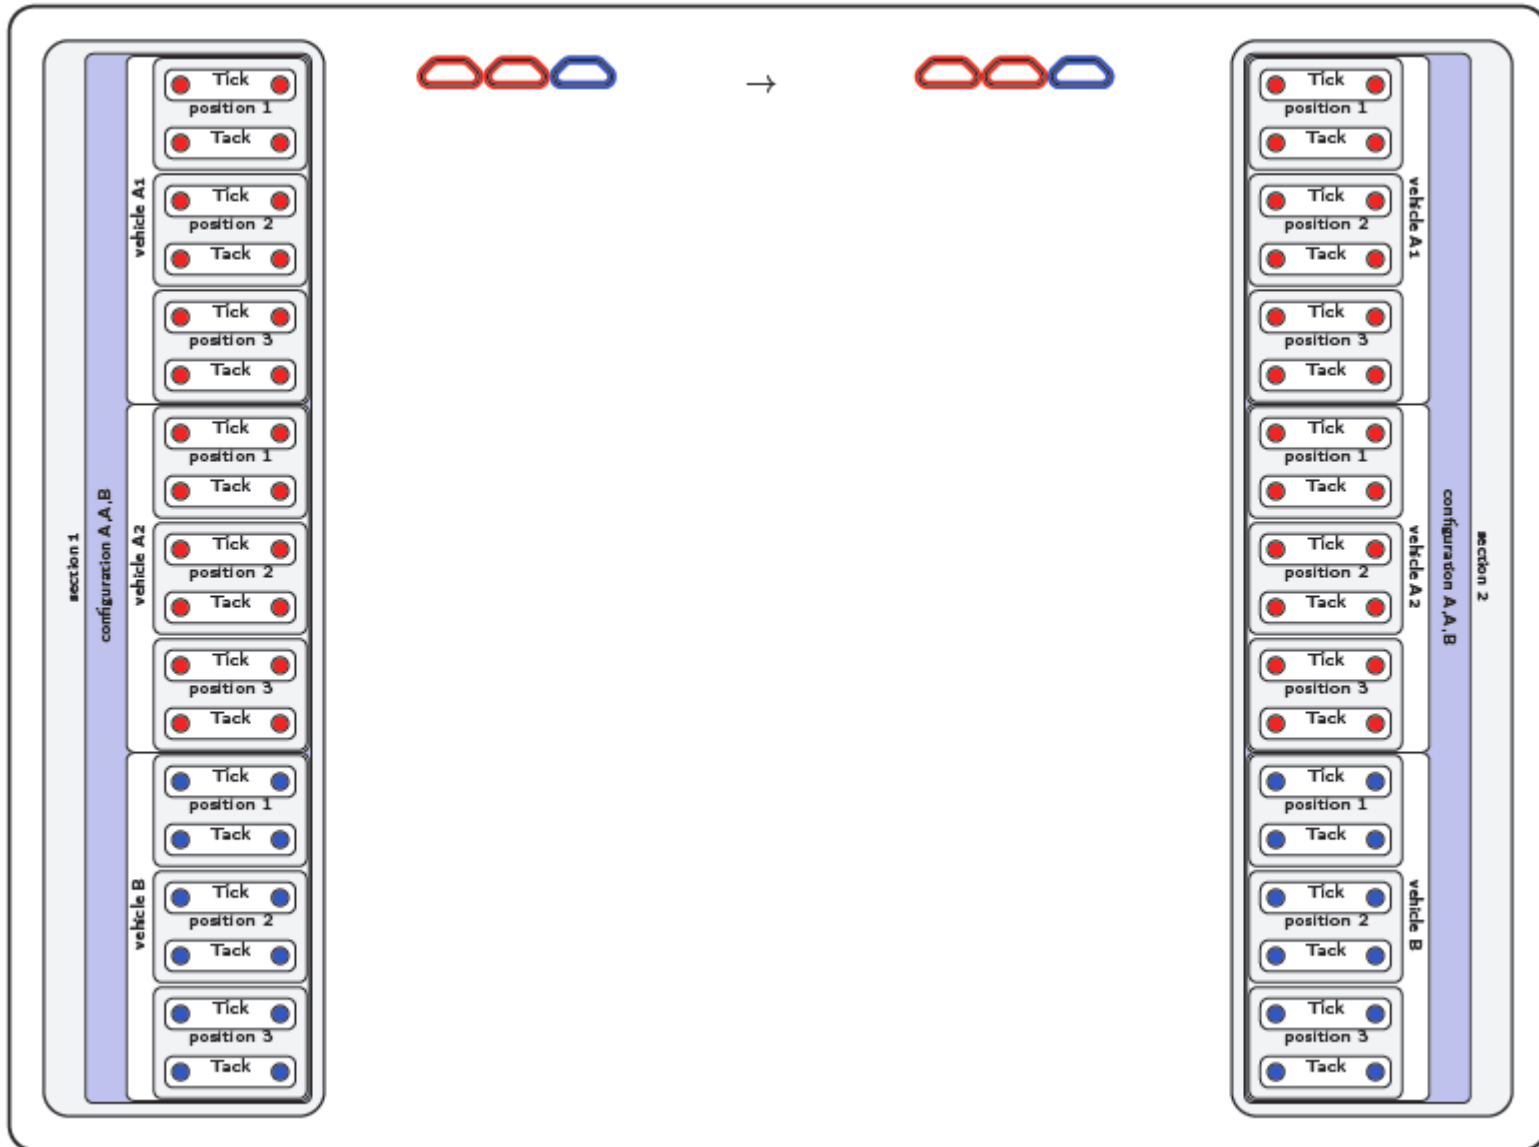 section 1
configuration A,A,B
vehicle A1
Tick
position 1
Tack
Tick
position 2
Tack
Tick
position 3
Tack
vehicle A2
Tick
position 1
Tack
Tick
position 2
Tack
Tick
position 3
Tack
vehicle B
Tick
position 1
Tack
Tick
position 2
Tack
Tick
position 3
Tack
→
Tick
position 1
Tack
Tick
position 2
Tack
Tick
position 3
Tack
vehicle A1
Tick
position 1
Tack
Tick
position 2
Tack
Tick
position 3
Tack
vehicle A2
Tick
position 1
Tack
Tick
position 2
Tack
Tick
position 3
Tack
vehicle B
configuration A,A,B
section 2